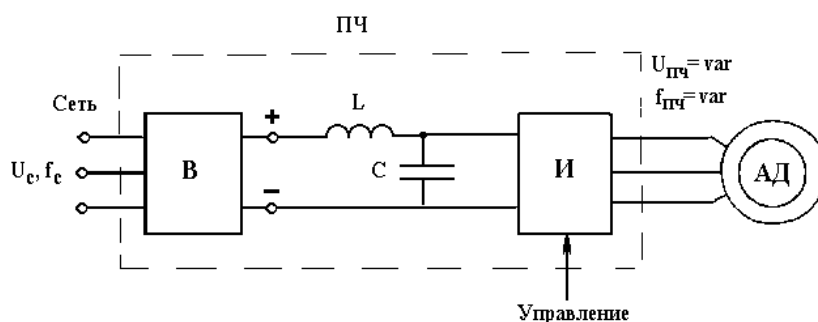 ПЧ
Uпч= var
fпч= var
Сеть
L
+
Uс, fс
В
С
И
АД
−
Управление